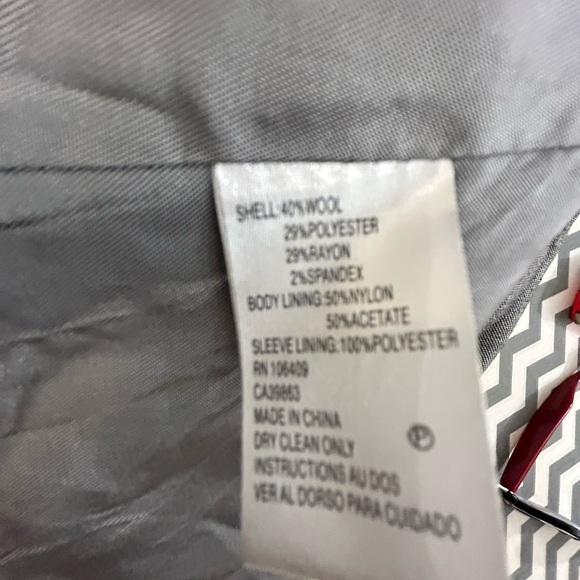 SHELL:40%WOOL
29%POLYESTER
29%RAYON
2%SPANDEX
BODY LINING:50%NYLON
50%ACETATE
SLEEVE LINING:100%POLYESTER
RN 106409
CA39863
MADE IN CHINA
DRY CLEAN ONLY P
INSTRUCTIONS AU DOS
VER AL DORSO PARA CUIDADO